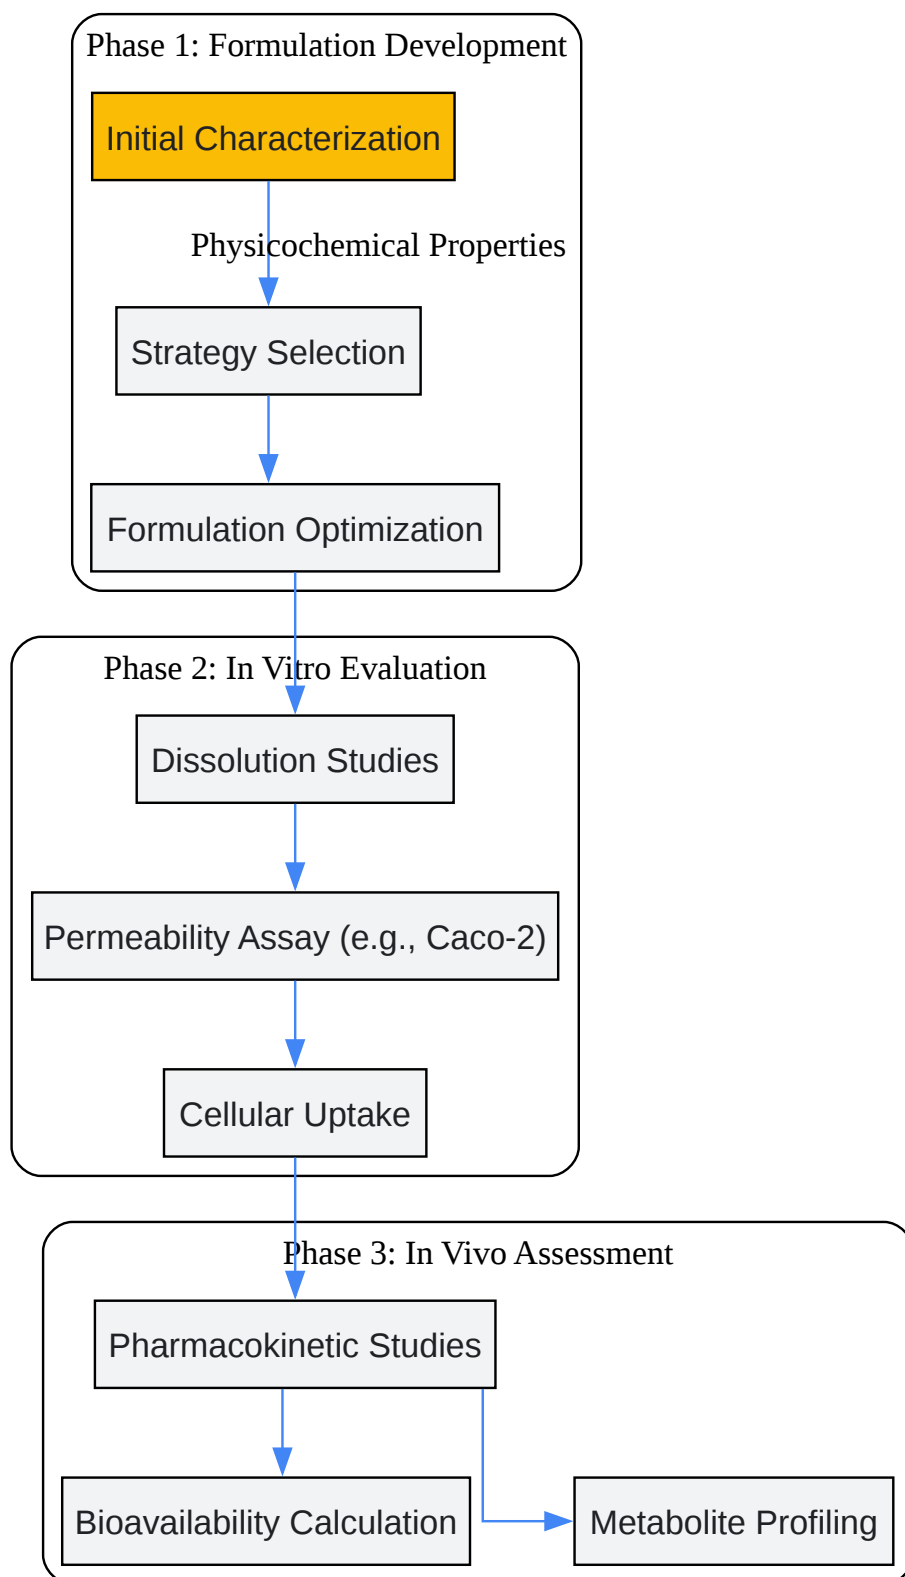 Phase 1: Formulation Development
Initial Characterization
Physicochemical Properties
Strategy Selection
Formulation Optimization
Phase 2: In Vitro Evaluation
Dissolution Studies
Permeability Assay (e.g., Caco-2)
Cellular Uptake
Phase 3: In Vivo Assessment
Pharmacokinetic Studies
Bioavailability Calculation
Metabolite Profiling